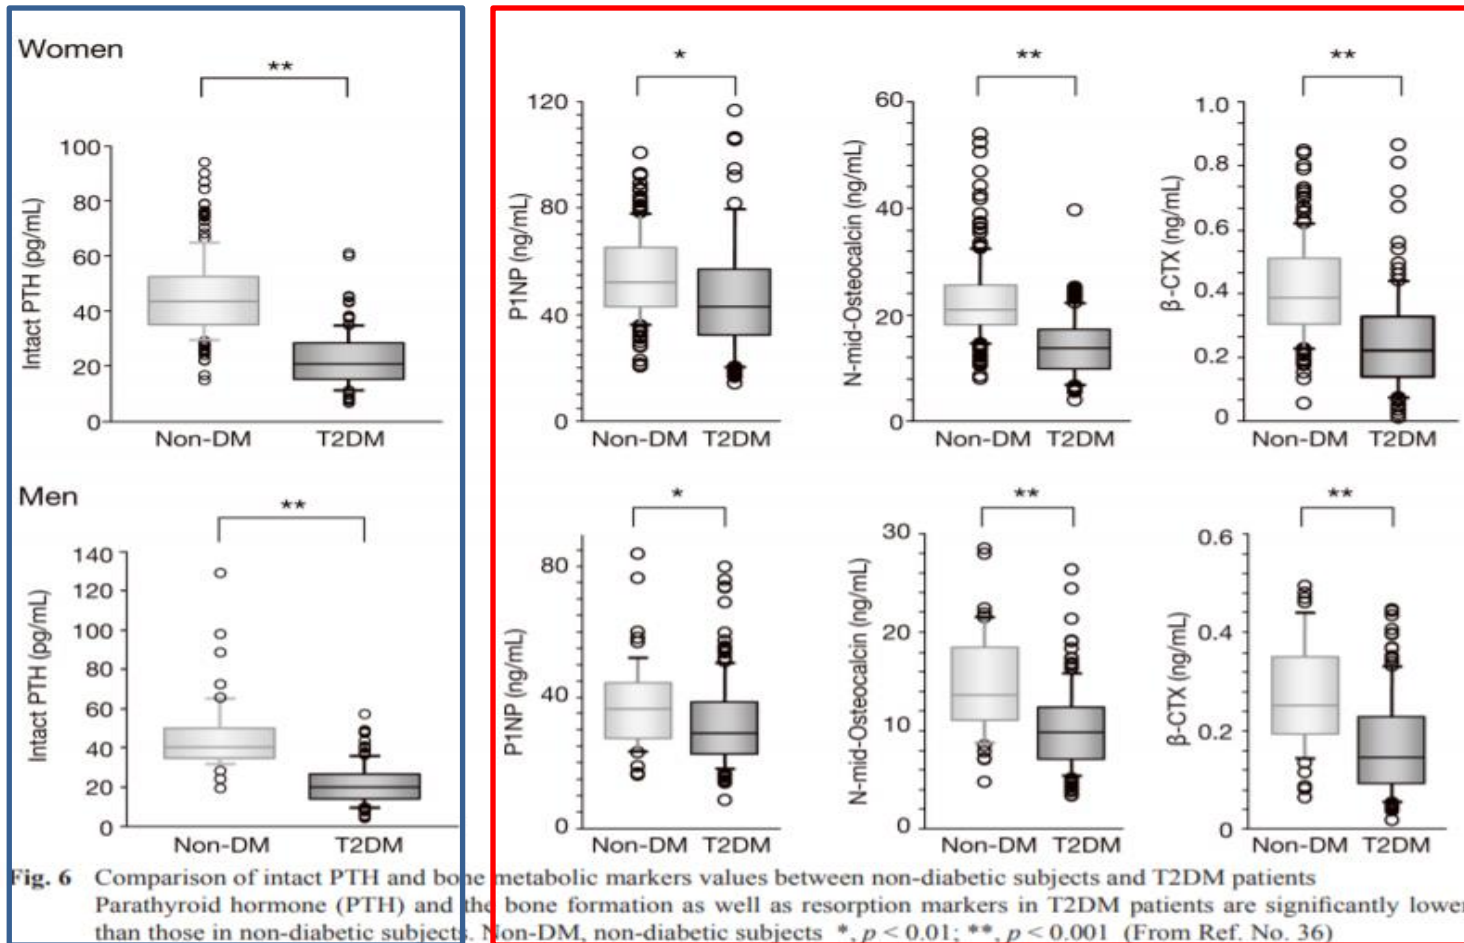 Women
**
100
80
60
40
20
0
Intact PTH (pg/mL)
Non-DM T2DM
*
120
80
40
0
P1NP (ng/mL)
Non-DM T2DM
**
60
40
20
0
N-mid-Osteocalcin (ng/mL)
Non-DM T2DM
**
1.0
0.8
0.6
0.4
0.2
0
β-CTX (ng/mL)
Non-DM T2DM
Men
**
140
120
100
80
60
40
20
0
Intact PTH (pg/mL)
Non-DM T2DM
*
80
40
0
P1NP (ng/mL)
Non-DM T2DM
**
30
20
10
0
N-mid-Osteocalcin (ng/mL)
Non-DM T2DM
**
0.6
0.4
0.2
0
β-CTX (ng/mL)
Non-DM T2DM
Fig. 6 Comparison of intact PTH and bone metabolic markers values between non-diabetic subjects and T2DM patients
Parathyroid hormone (PTH) and the bone formation as well as resorption markers in T2DM patients are significantly lower
than those in non-diabetic subjects. Non-DM, non-diabetic subjects *, p < 0.01; **, p < 0.001 (From Ref. No. 36)